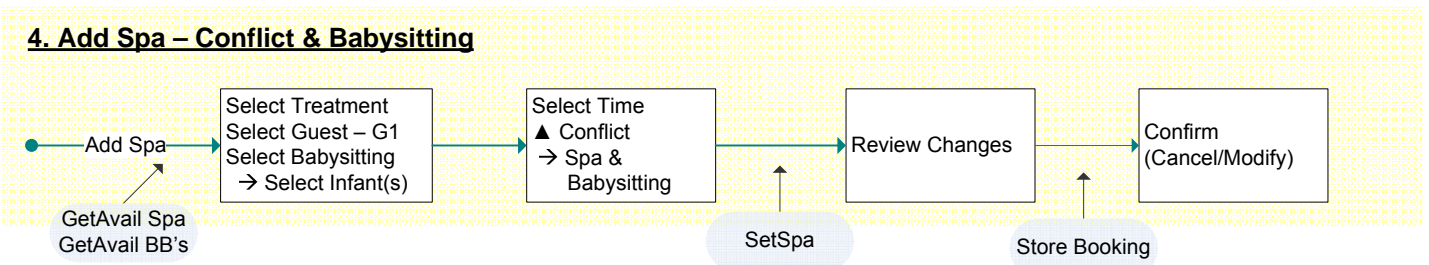 4. Add Spa – Conflict & Babysitting
Add Spa
Select Treatment
Select Guest – G1
Select Babysitting
→ Select Infant(s)
Select Time
▲ Conflict
→ Spa &
Babysitting
Review Changes
Confirm
(Cancel/Modify)
GetAvail Spa
GetAvail BB's
SetSpa
Store Booking